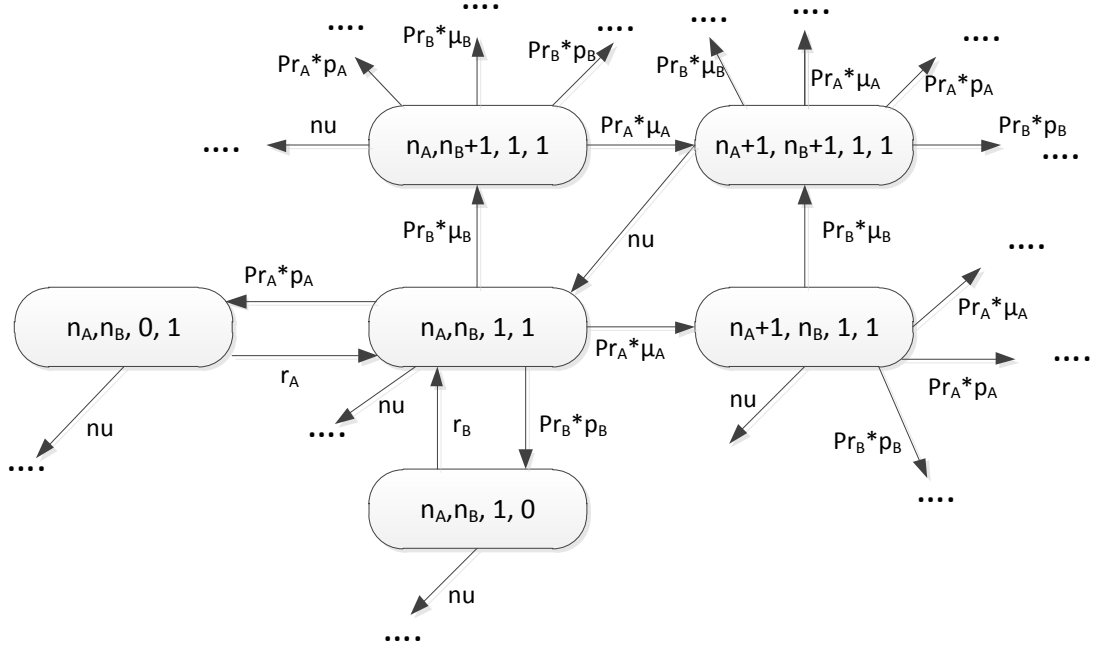 ....
.... .... ....
Pr_B*μ_B
Pr_A*p_A Pr_B*p_B Pr_B*μ_B Pr_A*μ_A Pr_A*p_A ....
nu Pr_A*μ_A Pr_B*p_B
.... n_A,n_B+1, 1, 1 n_A+1, n_B+1, 1, 1 ....
Pr_B*μ_B nu Pr_B*μ_B
....
Pr_A*p_A Pr_A*μ_A
n_A,n_B, 0, 1 n_A,n_B, 1, 1 n_A+1, n_B, 1, 1
r_A Pr_A*μ_A ....
Pr_A*p_A
nu nu r_B Pr_B*p_B nu
.... .... Pr_B*p_B
n_A,n_B, 1, 0 ....
nu
....